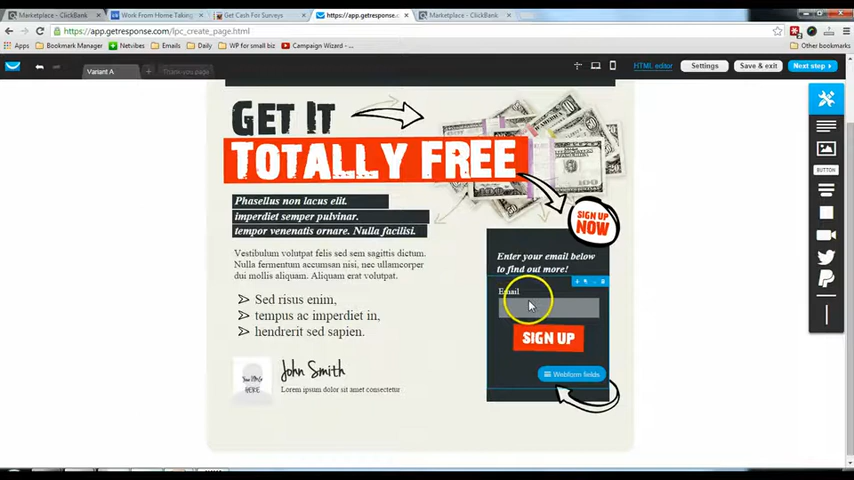 Marketplace - ClickBank
Work From Home Taking
Get Cash For Surveys
https://app.getresponse.co
Marketplace - ClickBank
https://app.getresponse.com/lpc_create_page.html
Apps
Bookmark Manager
Netvibes
Emails
Daily
WP for small biz
Campaign Wizard -
Other bookmarks
Variant A
Thank-you page
HTML editor
Settings
Save & exit
Next step
GET IT
TOTALLY FREE
Phasellus non lacus elit.
imperdiet semper pulvinar.
tempor venenatis ornare. Nulla facilisi.
Vestibulum volutpat felis sed sem sagittis dictum.
Nulla fermentum accumsan nisi, nec ullamcorper
dui mollis aliquam. Aliquam erat volutpat.
Sed risus enim,
tempus ac imperdiet in,
hendrerit sed sapien.
John Smith
Lorem ipsum dolor sit amet consectetur
HERE
SIGN UP
NOW
Enter your email below
to find out more!
Email
SIGN UP
Webform fields
BUTTON